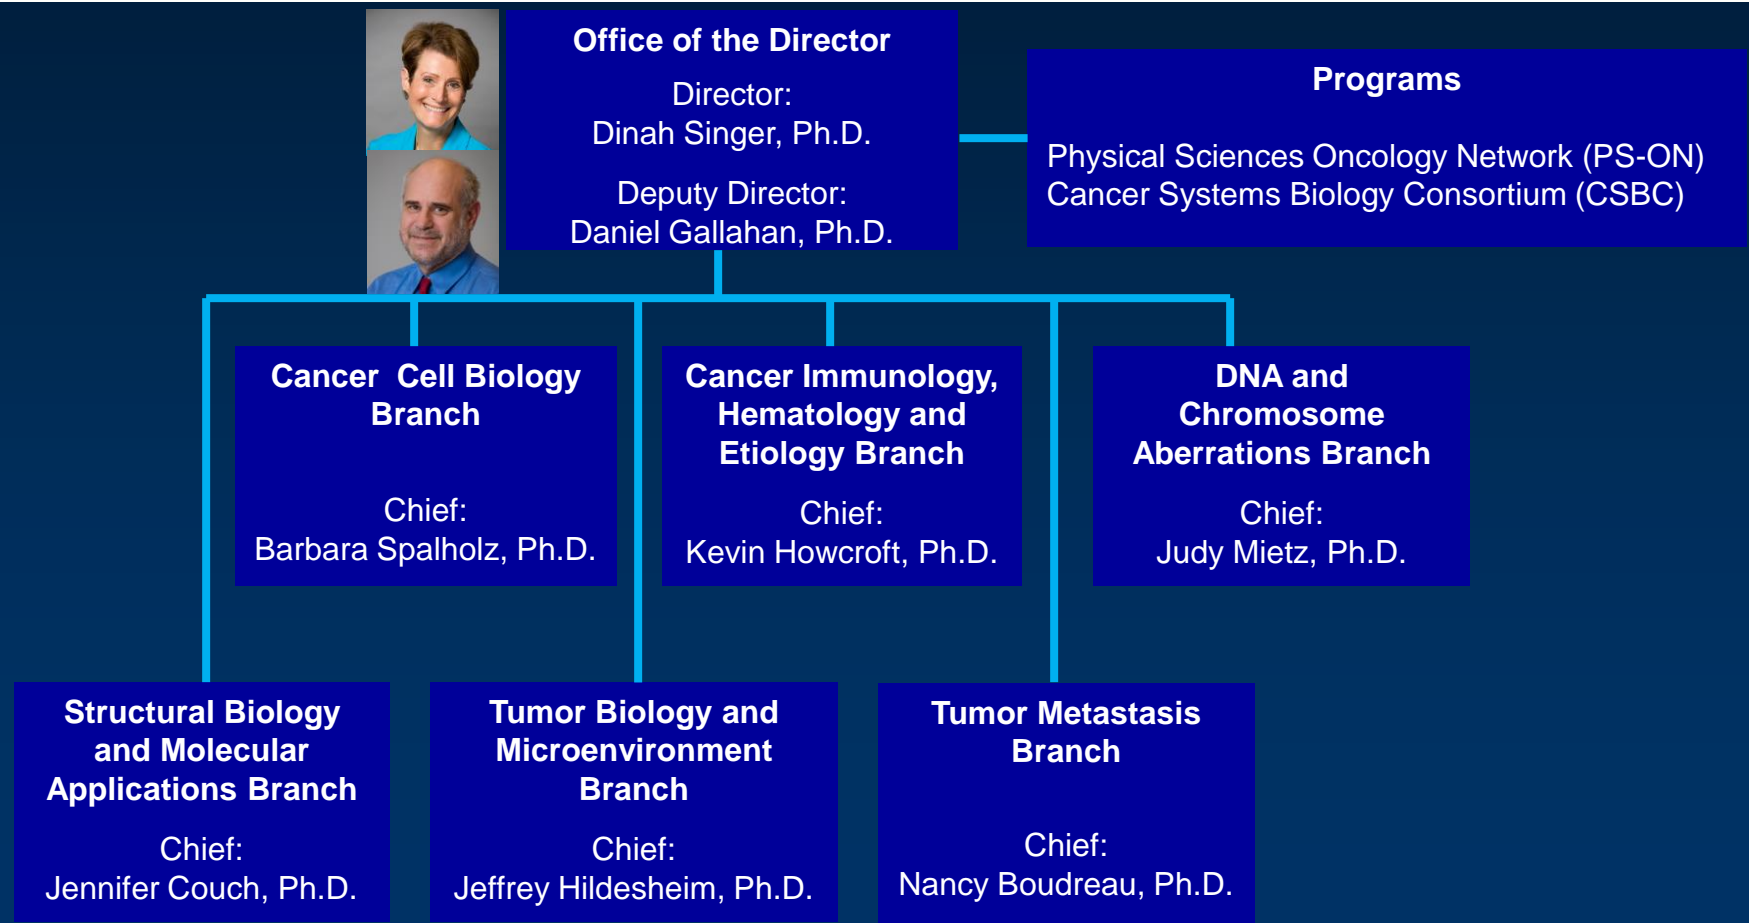 Office of the Director
Director:
Dinah Singer, Ph.D.
Deputy Director:
Daniel Gallahan, Ph.D.
Programs
Physical Sciences Oncology Network (PS-ON)
Cancer Systems Biology Consortium (CSBC)
Cancer  Cell Biology
Branch
Chief:
Barbara Spalholz, Ph.D.
Cancer Immunology,
Hematology and
Etiology Branch
Chief:
Kevin Howcroft, Ph.D.
DNA and
Chromosome
Aberrations Branch
Chief:
Judy Mietz, Ph.D.
Structural Biology
and Molecular
Applications Branch
Chief:
Jennifer Couch, Ph.D.
Tumor Biology and
Microenvironment
Branch
Chief:
Jeffrey Hildesheim, Ph.D.
Tumor Metastasis
Branch
Chief:
Nancy Boudreau, Ph.D.